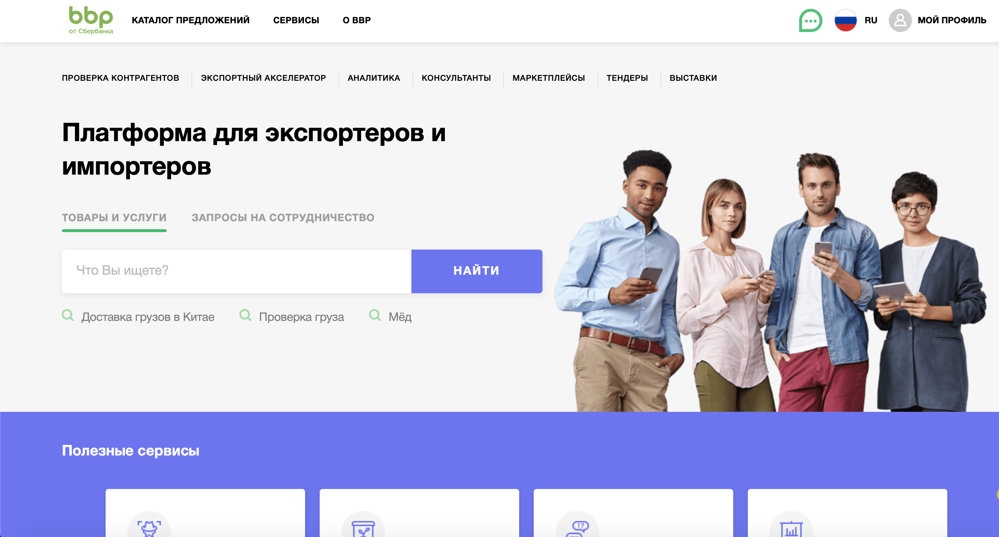 bbp
от Сбербанка
КАТАЛОГ ПРЕДЛОЖЕНИЙ
СЕРВИСЫ
О BBP
RU
МОЙ ПРОФИЛЬ
ПРОВЕРКА КОНТРАГЕНТОВ
ЭКСПОРТНЫЙ АКСЕЛЕРАТОР
АНАЛИТИКА
КОНСУЛЬТАНТЫ
МАРКЕТПЛЕЙСЫ
ТЕНДЕРЫ
ВЫСТАВКИ
Платформа для экспортеров и
импортеров
ТОВАРЫ И УСЛУГИ
ЗАПРОСЫ НА СОТРУДНИЧЕСТВО
Что Вы ищете?
НАЙТИ
Доставка грузов в Китае
Проверка груза
Мёд
Полезные сервисы
!?